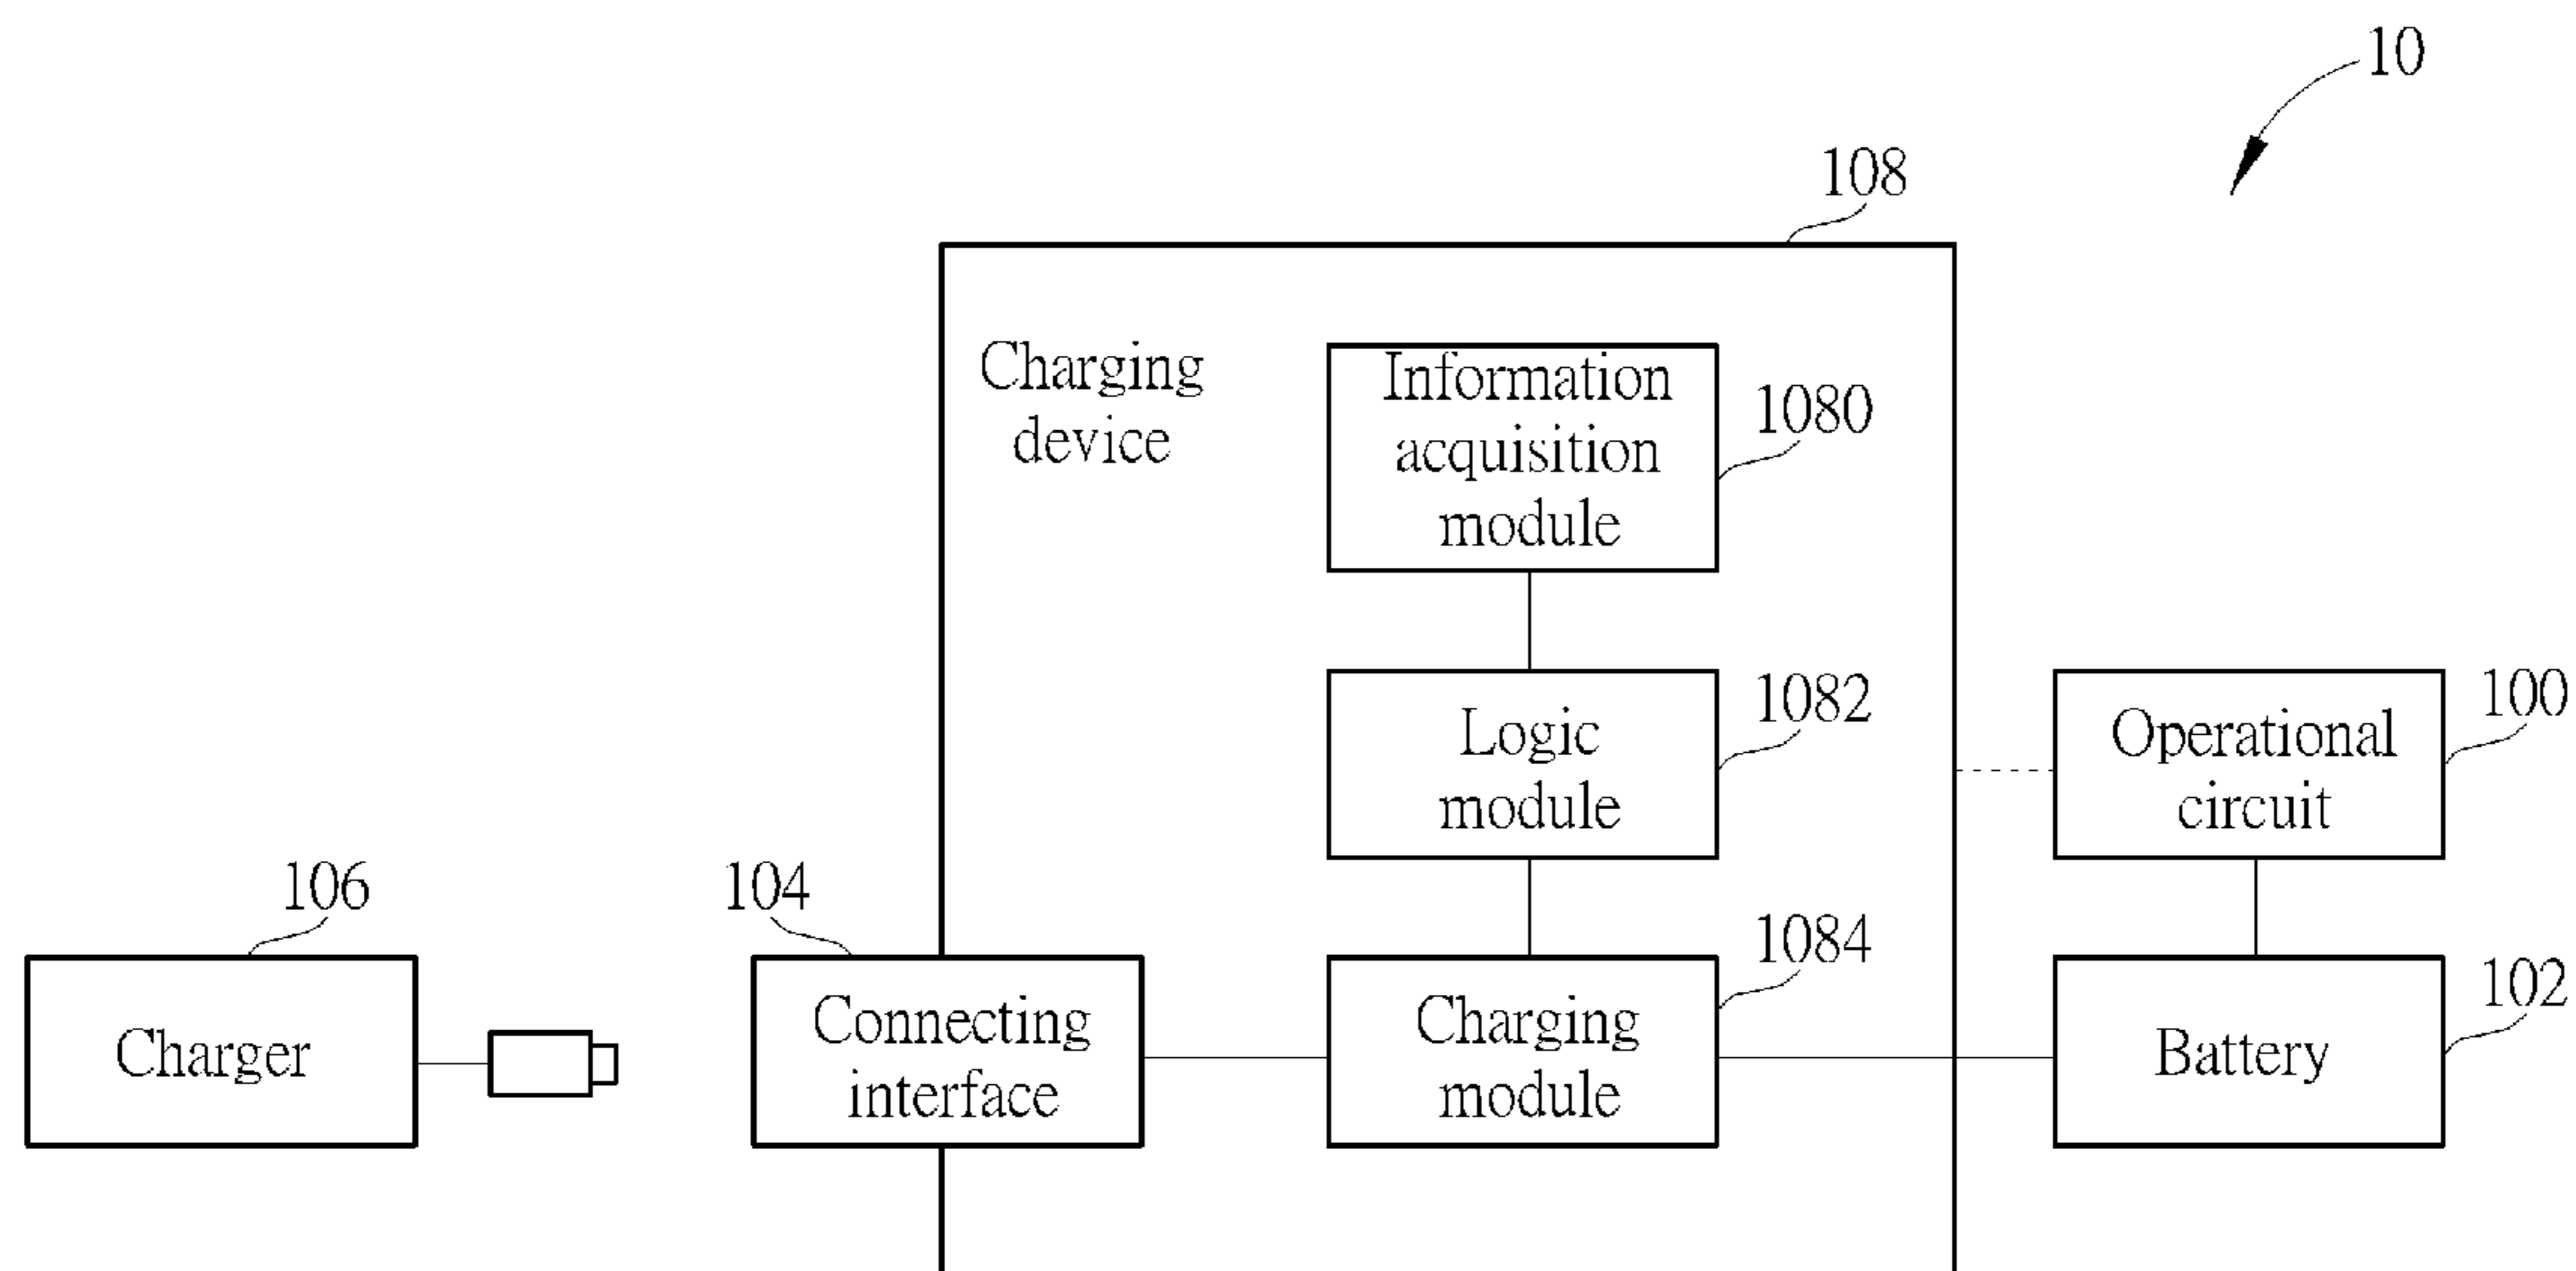 10
108
Charging
device
Information
acquisition
module
1080
Logic
module
1082
Operational
circuit
100
106
Charger
104
Connecting
interface
Charging
module
1084
Battery
102